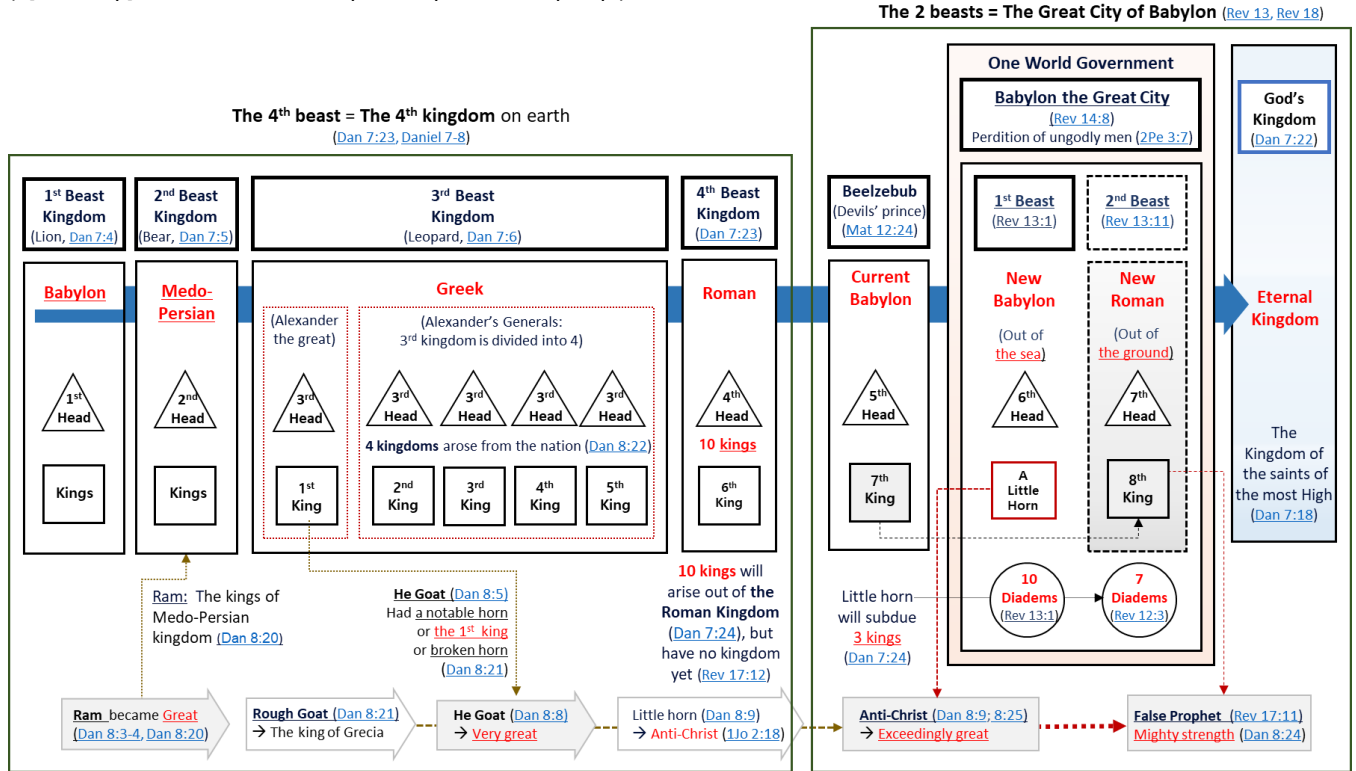 The 2 beasts = The Great City of Babylon (Rev 13, Rev 18)
The 4th beast = The 4th kingdom on earth
(Dan 7:23, Daniel 7-8)
1st Beast
Kingdom
(Lion, Dan 7:4)
2nd Beast
Kingdom
(Bear, Dan 7:5)
3rd Beast
Kingdom
(Leopard, Dan 7:6)
4th Beast
Kingdom
(Dan 7:23)
Babylon
1st
Head
Kings
Medo-
Persian
2nd
Head
Kings
Greek
(Alexander
the great)
3rd
Head
1st
King
(Alexander's Generals:
3rd kingdom is divided into 4)
3rd
Head
3rd
Head
3rd
Head
3rd
Head
4 kingdoms arose from the nation (Dan 8:22)
2nd
King
3rd
King
4th
King
5th
King
Roman
4th
Head
10 kings
6th
King
Ram: The kings of
Medo-Persian
kingdom (Dan 8:20)
He Goat (Dan 8:5)
Had a notable horn
or the 1st king
or broken horn
(Dan 8:21)
10 kings will
arise out of the
Roman Kingdom
(Dan 7:24), but
have no kingdom
yet (Rev 17:12)
One World Government
Babylon the Great City
(Rev 14:8)
Perdition of ungodly men (2Pe 3:7)
God's
Kingdom
(Dan 7:22)
Beelzebub
(Devils' prince)
(Mat 12:24)
1st Beast
(Rev 13:1)
2nd Beast
(Rev 13:11)
Current
Babylon
5th
Head
7th
King
New
Babylon
(Out of
the sea)
6th
Head
A
Little
Horn
New
Roman
(Out of
the ground)
7th
Head
8th
King
Eternal
Kingdom
The
Kingdom of
the saints of
the most High
(Dan 7:18)
Little horn
will subdue
3 kings
(Dan 7:24)
10
Diadems
(Rev 13:1)
7
Diadems
(Rev 12:3)
Ram became Great
(Dan 8:3-4, Dan 8:20)
Rough Goat (Dan 8:21)
→ The king of Grecia
He Goat (Dan 8:8)
→ Very great
Little horn (Dan 8:9)
→ Anti-Christ (1Jo 2:18)
Anti-Christ (Dan 8:9; 8:25)
→ Exceedingly great
False Prophet (Rev 17:11)
Mighty strength (Dan 8:24)